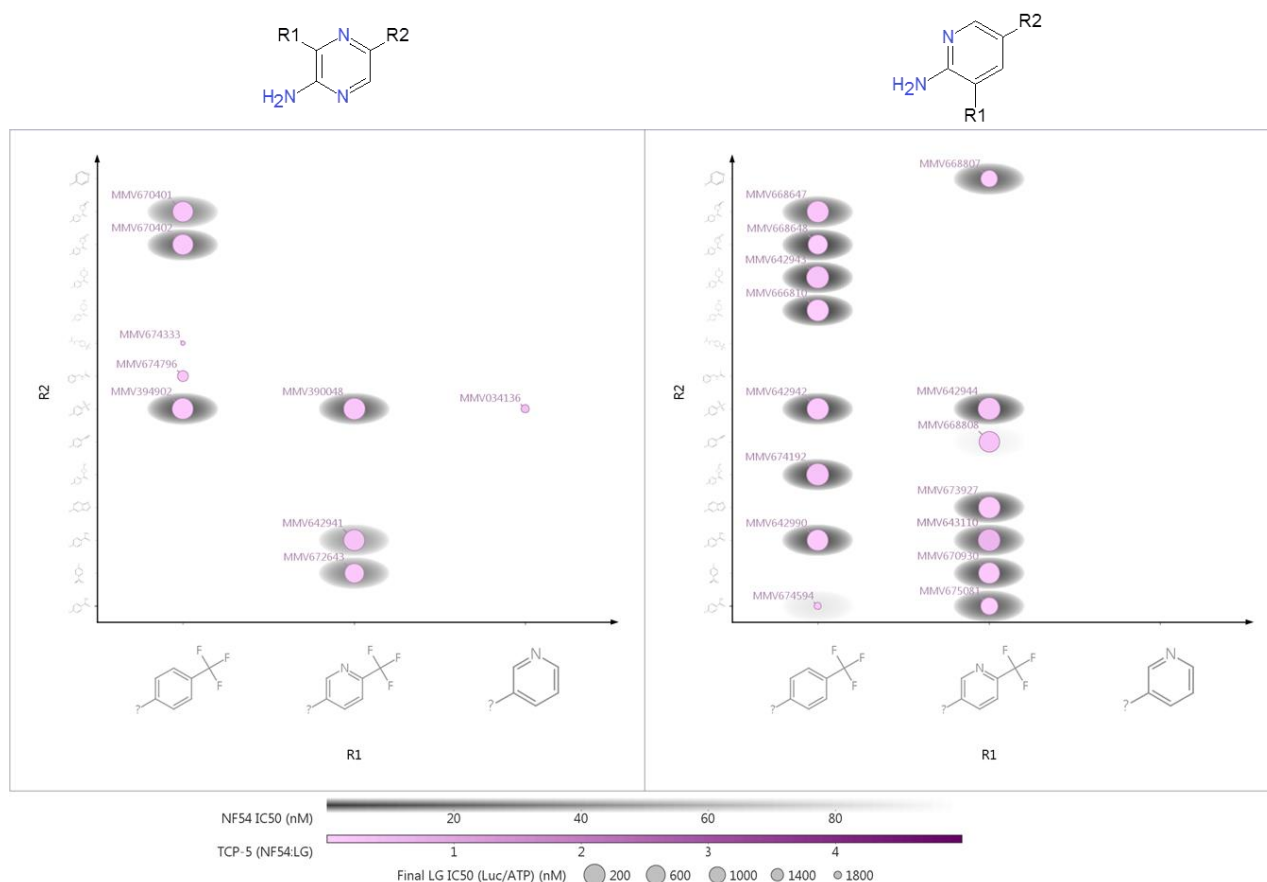 R1 N R2
H₂N N
R2
N
H₂N
R1
MMV670401
MMV670402
MMV674333
MMV674796
MMV394902
MMV390048
MMV034136
MMV642941
MMV672643
R2
MMV668807
MMV668647
MMV668648
MMV642943
MMV666810
MMV642942
MMV642944
MMV668808
MMV674192
MMV673927
MMV642990
MMV643110
MMV670930
MMV674594
MMV675081
R2
F F F ?
N F F F ?
N ?
R1
F F F ?
N F F F ?
N ?
R1
NF54 IC50 (nM) 20 40 60 80
TCP-5 (NF54:LG) 1 2 3 4
Final LG IC50 (Luc/ATP) (nM) 200 600 1000 1400 1800